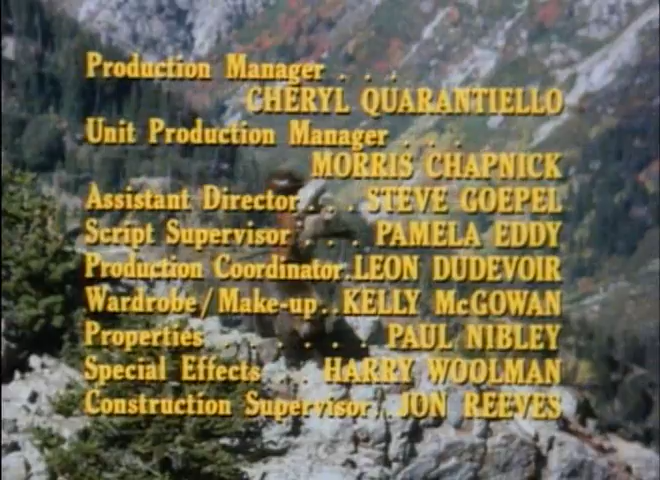 Production Manager . . .
CHERYL QUARANTIELLO
Unit Production Manager . . .
MORRIS CHAPNICK
Assistant Director . . . STEVE GOEPEL
Script Supervisor . . . . PAMELA EDDY
Production Coordinator . LEON DUDEVOIR
Wardrobe/Make-up . . KELLY McGOWAN
Properties . . . . . . PAUL NIBLEY
Special Effects . . . HARRY WOOLMAN
Construction Supervisor . JON REEVES